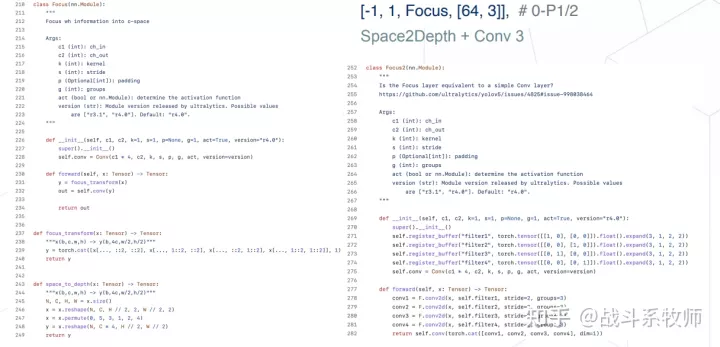 [-1, 1, Focus, [64, 3]], # 0-P1/2
Space2Depth + Conv 3
210 class Focus(nn.Module):
211 """
212 Focus wh information into c-space
213
214 Args:
215 c1 (int): ch_in
216 c2 (int): ch_out
217 k (int): kernel
218 s (int): stride
219 p (Optional[int]): padding
220 g (int): groups
221 act (bool or nn.Module): determine the activation function
222 version (str): Module version released by ultralytics. Possible values
223 are ["r3.1", "r4.0"]. Default: "r4.0".
224 """
225
226 def __init__(self, c1, c2, k=1, s=1, p=None, g=1, act=True, version="r4.0"):
227 super().__init__()
228 self.conv = Conv(c1 * 4, c2, k, s, p, g, act, version=version)
229
230 def forward(self, x: Tensor) -> Tensor:
231 y = focus_transform(x)
232 out = self.conv(y)
233
234 return out
235
236
237 def focus_transform(x: Tensor) -> Tensor:
238 """x(b,c,w,h) -> y(b,4c,w/2,h/2)"""
239 y = torch.cat([x[..., ::2, ::2], x[..., 1::2, ::2], x[..., ::2, 1::2], x[..., 1::2, 1::2]], 1)
240 return y
241
242
243 def space_to_depth(x: Tensor) -> Tensor:
244 """x(b,c,w,h) -> y(b,4c,w/2,h/2)"""
245 N, C, H, W = x.size()
246 x = x.reshape(N, C, H // 2, 2, W // 2, 2)
247 x = x.permute(0, 5, 3, 1, 2, 4)
248 y = x.reshape(N, C * 4, H // 2, W // 2)
249 return y
252 class Focus2(nn.Module):
253 """
254 Is the Focus layer equivalent to a simple Conv layer?
255 https://github.com/ultralytics/yolov5/issues/4825#issue-998038464
256
257 Args:
258 c1 (int): ch_in
259 c2 (int): ch_out
260 k (int): kernel
261 s (int): stride
262 p (Optional[int]): padding
263 g (int): groups
264 act (bool or nn.Module): determine the activation function
265 version (str): Module version released by ultralytics. Possible values
266 are ["r3.1", "r4.0"]. Default: "r4.0".
267 """
268
269 def __init__(self, c1, c2, k=1, s=1, p=None, g=1, act=True, version="r4.0"):
270 super().__init__()
271 self.register_buffer("filter1", torch.tensor([[1, 0], [0, 0]]).float().expand(3, 1, 2, 2))
272 self.register_buffer("filter2", torch.tensor([[0, 0], [1, 0]]).float().expand(3, 1, 2, 2))
273 self.register_buffer("filter3", torch.tensor([[0, 1], [0, 0]]).float().expand(3, 1, 2, 2))
274 self.register_buffer("filter4", torch.tensor([[0, 0], [0, 1]]).float().expand(3, 1, 2, 2))
275 self.conv = Conv(c1 * 4, c2, k, s, p, g, act, version=version)
276
277 def forward(self, x: Tensor) -> Tensor:
278 conv1 = F.conv2d(x, self.filter1, stride=2, groups=3)
279 conv2 = F.conv2d(x, self.filter2, stride=2, groups=3)
280 conv3 = F.conv2d(x, self.filter3, stride=2, groups=3)
281 conv4 = F.conv2d(x, self.filter4, stride=2, groups=3)
282 return self.conv(torch.cat([conv1, conv2, conv3, conv4], dim=1))
知乎 @战斗系牧师